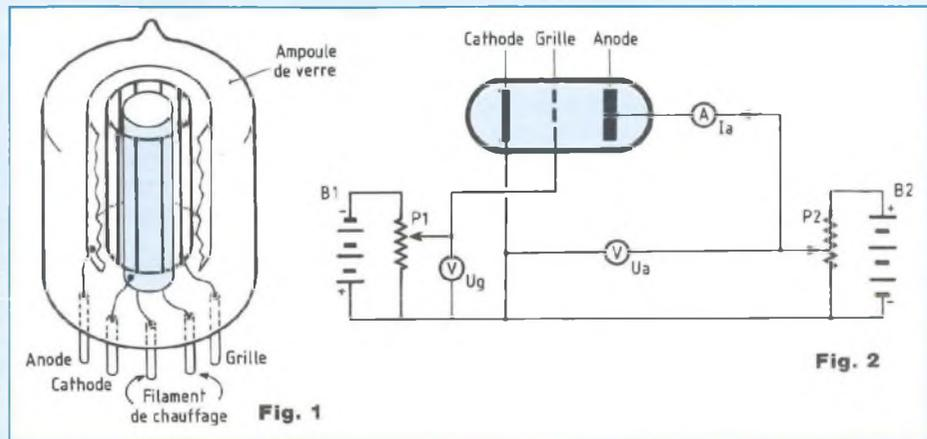 Ampoule
de verre
Anode
Cathode
Filament
de chauffage
Grille
Fig. 1
Cathode Grille Anode
A
Ia
B1
-
+
P1
V
Ug
V
Ua
P2
B2
+
-
Fig. 2